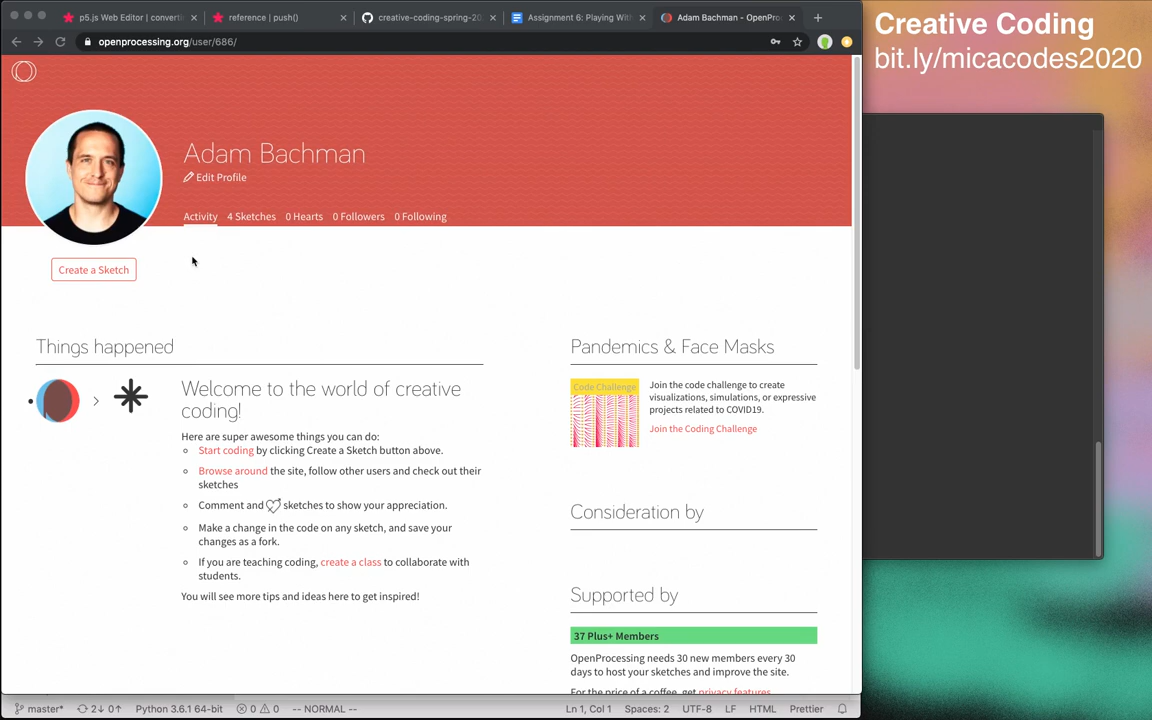 p5.js Web Editor | converti
reference | push()
creative-coding-spring-20
Assignment 6: Playing Wit
Adam Bachman - OpenPro
openprocessing.org/user/686/
Creative Coding
bit.ly/micacodes2020
Adam Bachman
Edit Profile
Activity 4 Sketches 0 Hearts 0 Followers 0 Following
Create a Sketch
Things happened
Welcome to the world of creative
coding!
Here are super awesome things you can do:
Start coding by clicking Create a Sketch button above.
Browse around the site, follow other users and check out their
sketches
Comment and sketches to show your appreciation.
Make a change in the code on any sketch, and save your
changes as a fork.
If you are teaching coding, create a class to collaborate with
students.
You will see more tips and ideas here to get inspired!
Pandemics & Face Masks
Code Challenge
Join the code challenge to create
visualizations, simulations, or expressive
projects related to COVID19.
Join the Coding Challenge
Consideration by
Supported by
37 Plus+ Members
OpenProcessing needs 30 new members every 30
days to host your sketches and improve the site.
For the price of a coffee, get privacy features,
master* 2↓ 0↑ Python 3.6.1 64-bit 0 0 -- NORMAL -- Ln 1, Col 1 Spaces: 2 UTF-8 LF HTML Prettier